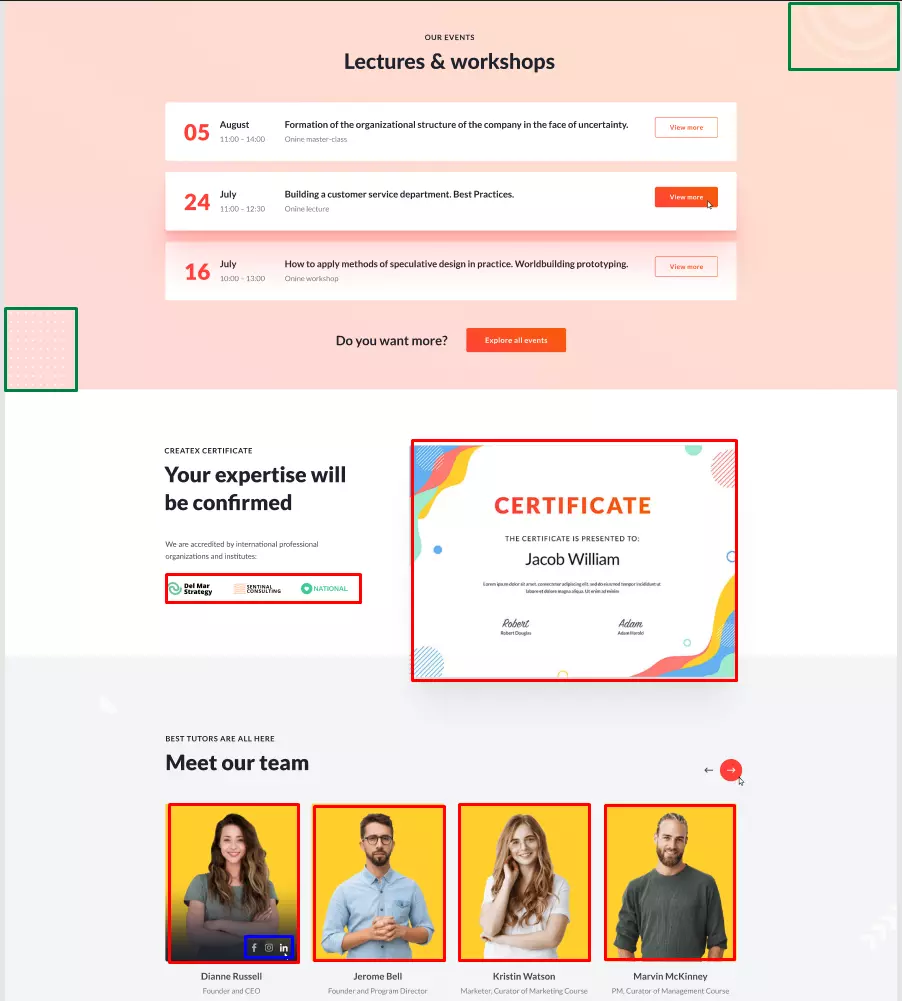 OUR EVENTS
Lectures & workshops
05
August
11:00 – 14:00
Formation of the organizational structure of the company in the face of uncertainty.
Onine master-class
View more
24
July
11:00 – 12:30
Building a customer service department. Best Practices.
Onine lecture
View more
16
July
10:00 – 13:00
How to apply methods of speculative design in practice. Worldbuilding prototyping.
Onine workshop
View more
Do you want more?
Explore all events
CREATEX CERTIFICATE
Your expertise will
be confirmed
We are accredited by international professional
organizations and institutes:
Del Mar
Strategy
SENTINAL
CONSULTING
NATIONAL
CERTIFICATE
THE CERTIFICATE IS PRESENTED TO:
Jacob William
Lorem ipsum dolor sit amet, consectetur adipiscing elit, sed do eiusmod tempor incididunt ut
labore et dolore magna aliqua. Ut enim ad minim
Robert
Robert Douglas
Adam
BEST TUTORS ARE ALL HERE
Meet our team
Dianne Russell
Founder and CEO
Jerome Bell
Founder and Program Director
Kristin Watson
Marketer, Curator of Marketing Course
Marvin McKinney
PM, Curator of Management Course